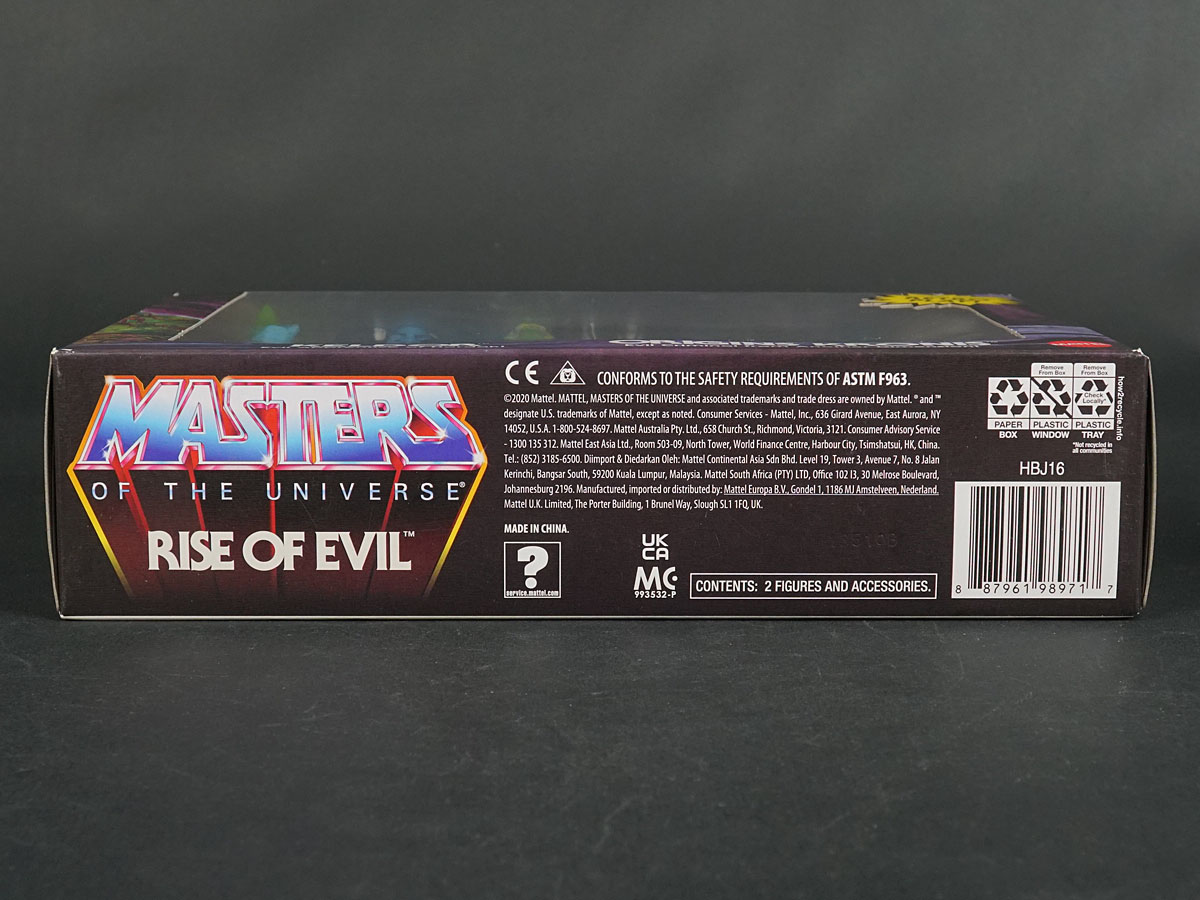 MASTERS
OF THE UNIVERSE®
RISE OF EVIL™
CE CONFORMS TO THE SAFETY REQUIREMENTS OF ASTM F963.
©2020 Mattel. MATTEL, MASTERS OF THE UNIVERSE and associated trademarks and trade dress are owned by Mattel. ® and ™
designate U.S. trademarks of Mattel, except as noted. Consumer Services - Mattel, Inc., 636 Girard Avenue, East Aurora, NY
14052, U.S.A. 1-800-524-8697. Mattel Australia Pty. Ltd., 658 Church St., Richmond, Victoria, 3121. Consumer Advisory Service
- 1300 135 312. Mattel East Asia Ltd., Room 503-09, North Tower, World Finance Centre, Harbour City, Tsimshatsui, HK, China.
Tel.: (852) 3185-6500. Diimport & Diedarkan Oleh: Mattel Continental Asia Sdn Bhd. Level 19, Tower 3, Avenue 7, No. 8 Jalan
Kerinchi, Bangsar South, 59200 Kuala Lumpur, Malaysia. Mattel South Africa (PTY) LTD, Office 102 I3, 30 Melrose Boulevard,
Johannesburg 2196. Manufactured, imported or distributed by: Mattel Europa B.V., Gondel 1, 1186 MJ Amstelveen, Nederland.
Mattel U.K. Limited, The Porter Building, 1 Brunel Way, Slough SL1 1FQ, UK.
MADE IN CHINA.
?
service.mattel.com
UK
CA
MC
993532-P
CONTENTS: 2 FIGURES AND ACCESSORIES.
Remove From Box
Remove From Box
Check Locally*
PAPER BOX
PLASTIC WINDOW
PLASTIC TRAY
*Not recycled in all communities
how2recycle.info
HBJ16
8 87961 98971 7